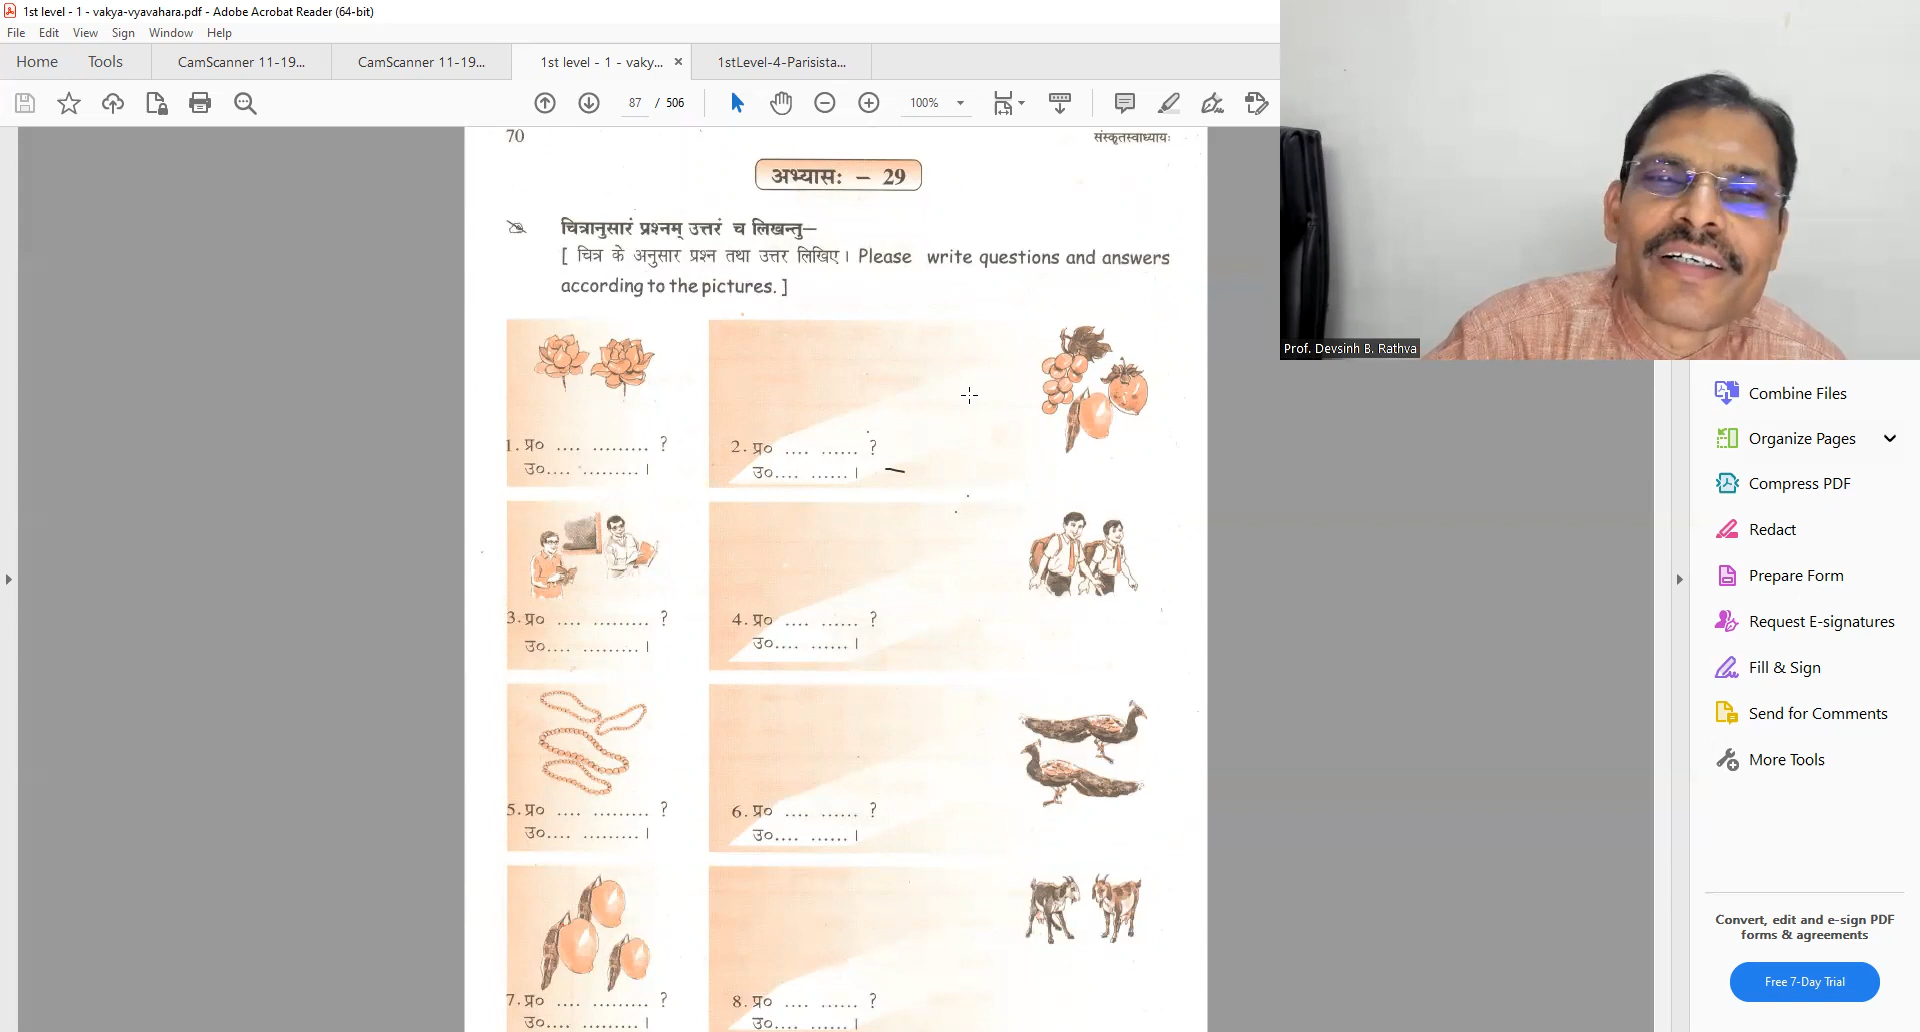 1st level - 1 - vakya-vyavahara.pdf - Adobe Acrobat Reader (64-bit)
File Edit View Sign Window Help
Home Tools CamScanner 11-19... CamScanner 11-19... 1st level - 1 - vaky... × 1stLevel-4-Parisista...
87 / 506 100%
70 संस्कृतस्वाध्यायः
अभ्यासः – 29
चित्रानुसारं प्रश्नम् उत्तरं च लिखन्तु–
[ चित्र के अनुसार प्रश्न तथा उत्तर लिखिए। Please write questions and answers
according to the pictures. ]
1. प्र० .... ......... ?
उ०.... ......... ।
2. प्र० .... ...... ?
उ०.... ...... ।
3. प्र० .... ......... ?
उ०.... ......... ।
4. प्र० .... ...... ?
उ०.... ...... ।
5. प्र० .... ......... ?
उ०.... ......... ।
6. प्र० .... ...... ?
उ०.... ...... ।
7. प्र० .... ......... ?
उ०.... ......... ।
8. प्र० .... ...... ?
उ०.... ...... ।
Prof. Devsinh B. Rathva
Combine Files
Organize Pages
Compress PDF
Redact
Prepare Form
Request E-signatures
Fill & Sign
Send for Comments
More Tools
Convert, edit and e-sign PDF
forms & agreements
Free 7-Day Trial